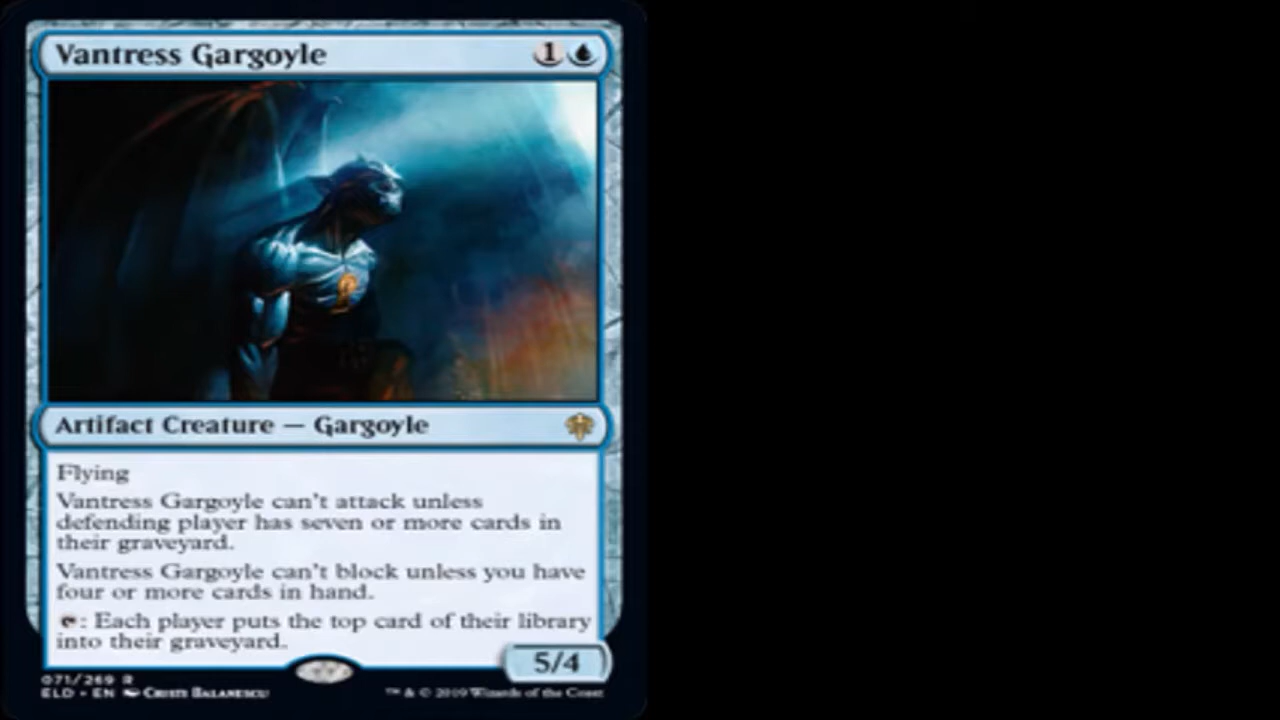 Vantress Gargoyle 1
Artifact Creature — Gargoyle
Flying
Vantress Gargoyle can't attack unless
defending player has seven or more cards in
their graveyard.
Vantress Gargoyle can't block unless you have
four or more cards in hand.
: Each player puts the top card of their library
into their graveyard.
5/4
071/269 R
ELD • EN Cristi Balanescu
™ & © 2019 Wizards of the Coast